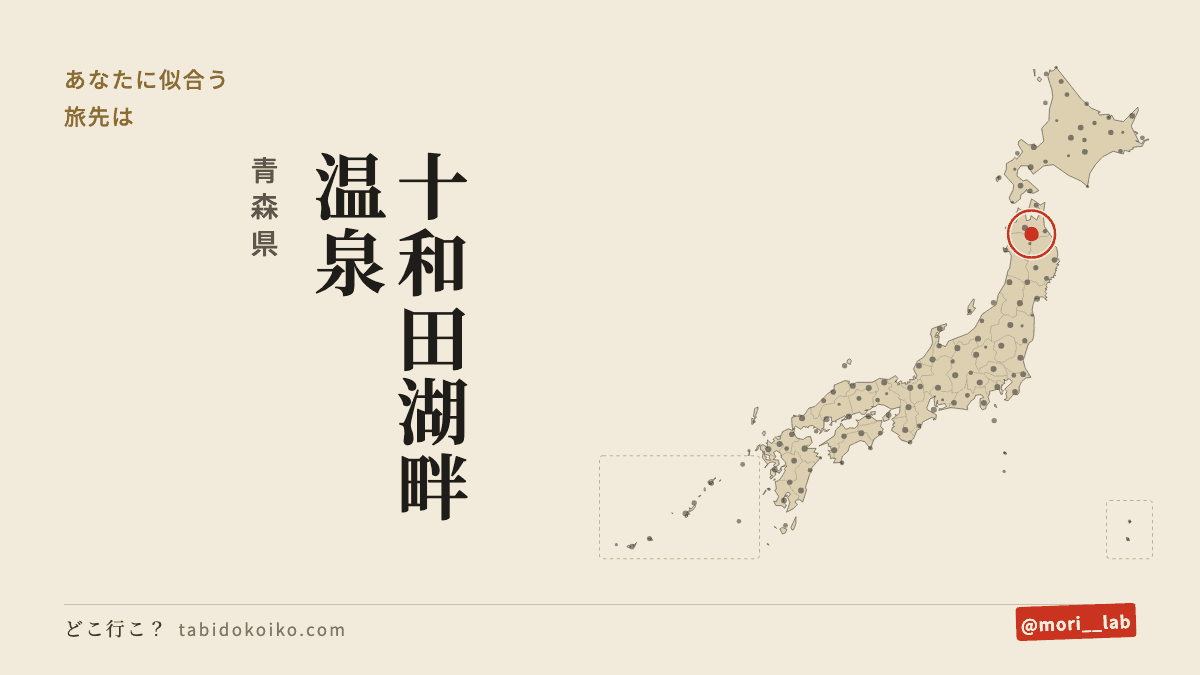 あなたに似合う
旅先は
十和田湖畔
温泉
青森県
どこ行こ？ tabidokoiko.com
@mori__lab